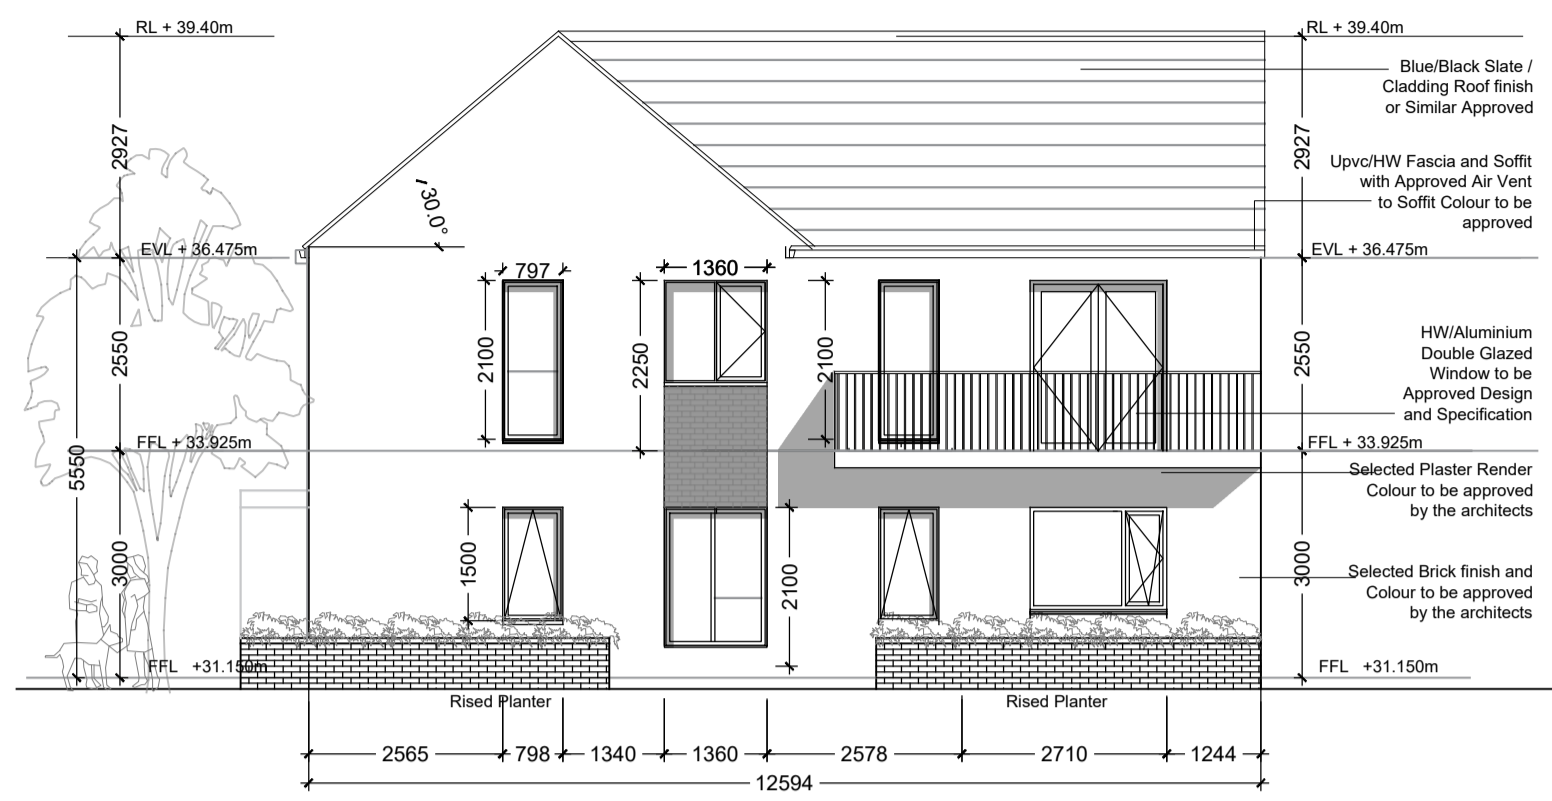 RL + 39.40m
RL + 39.40m
Blue/Black Slate /
Cladding Roof finish
or Similar Approved
2927
2927
Upvc/HW Fascia and Soffit
with Approved Air Vent
to Soffit Colour to be
approved
30.0°
EVL + 36.475m
EVL + 36.475m
797
1360
2550
2100
2250
2100
2550
HW/Aluminium
Double Glazed
Window to be
Approved Design
and Specification
FFL + 33.925m
FFL + 33.925m
5550
Selected Plaster Render
Colour to be approved
by the architects
3000
1500
2100
3000
Selected Brick finish and
Colour to be approved
by the architects
FFL +31.150m
FFL +31.150m
Rised Planter
Rised Planter
2565
798
1340
1360
2578
2710
1244
12594